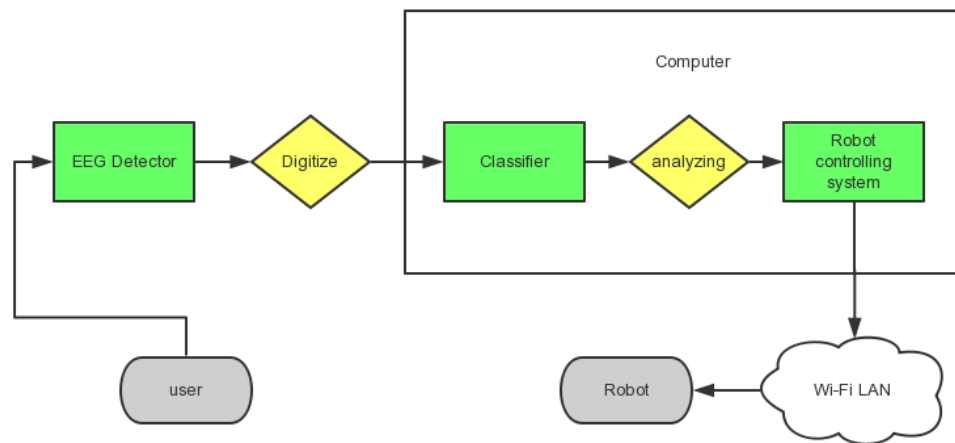 Computer
EEG Detector
Digitize
Classifier
analyzing
Robot
controlling
system
user
Robot
Wi-Fi LAN